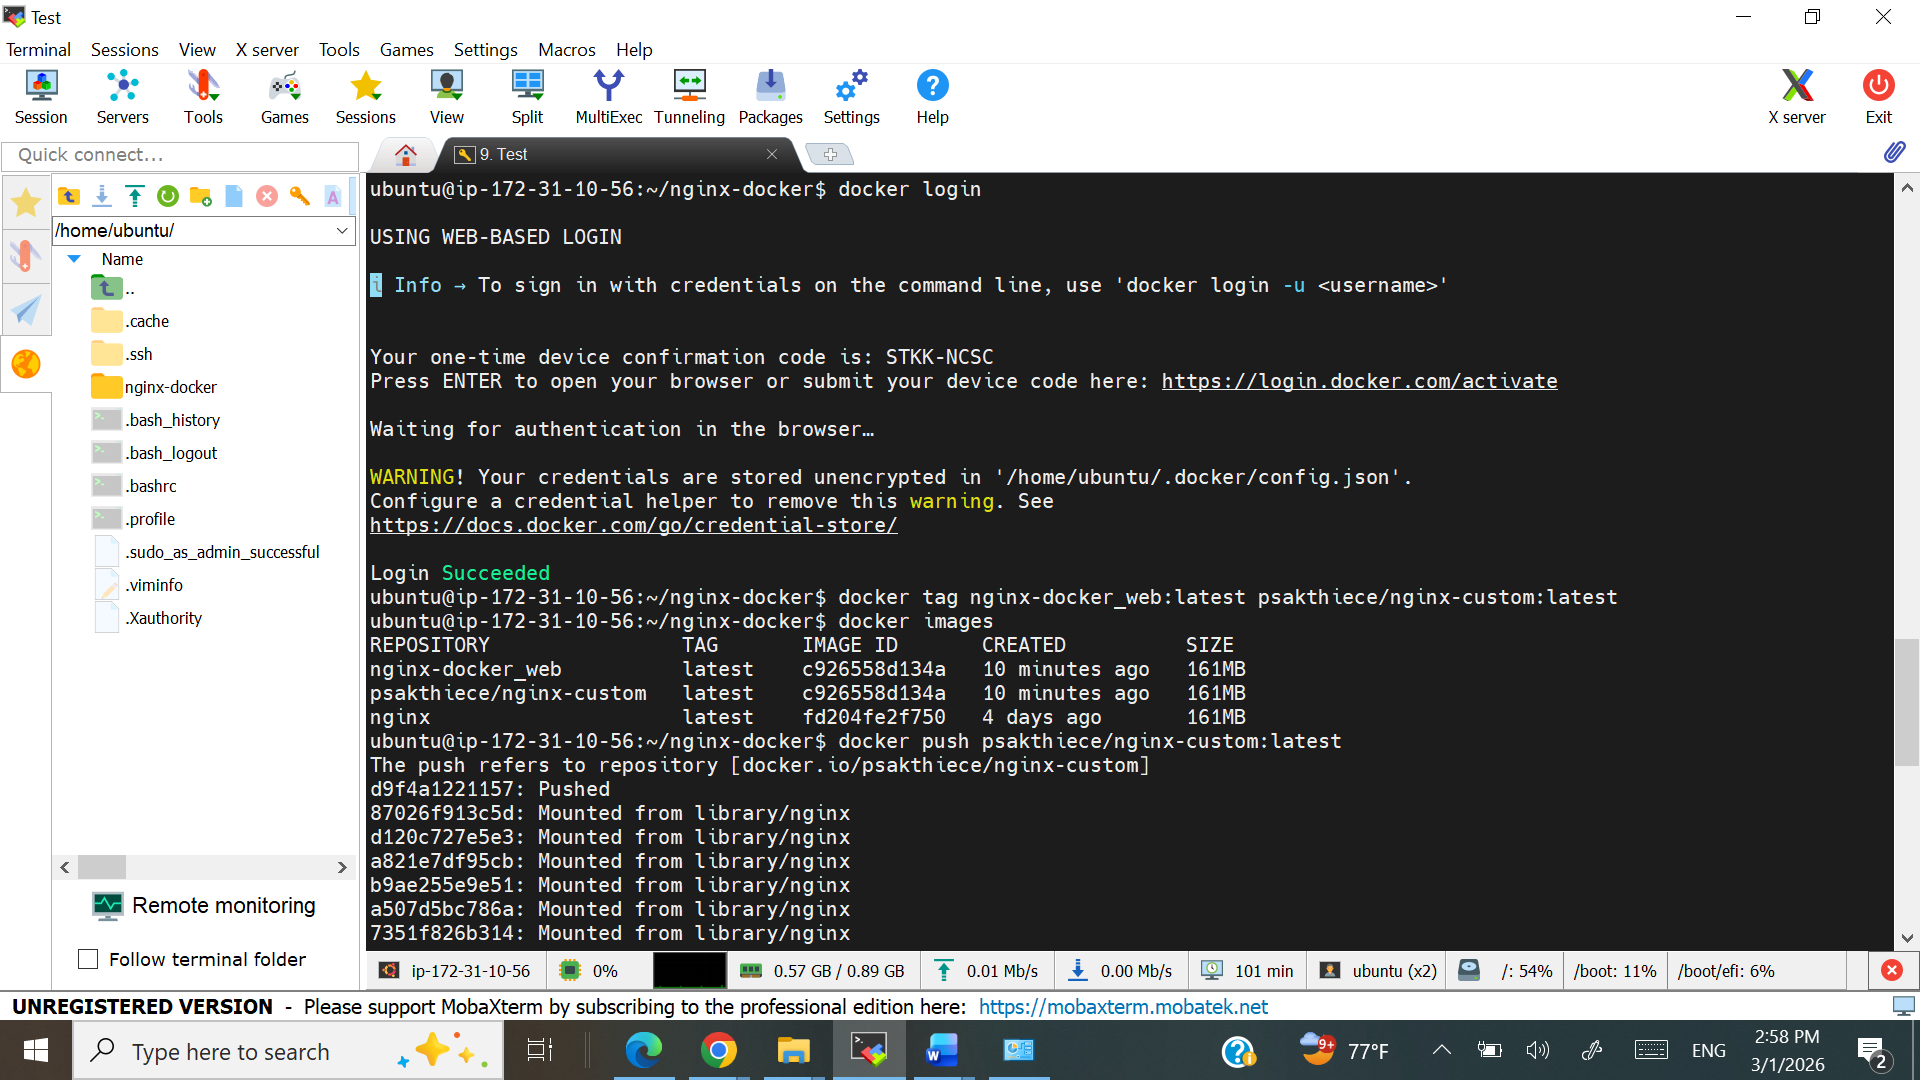 Test
Terminal Sessions View X server Tools Games Settings Macros Help
Session Servers Tools Games Sessions View Split MultiExec Tunneling Packages Settings Help X server Exit
Quick connect...
9. Test
/home/ubuntu/
Name
..
.cache
.ssh
nginx-docker
.bash_history
.bash_logout
.bashrc
.profile
.sudo_as_admin_successful
.viminfo
.Xauthority
Remote monitoring
Follow terminal folder
ubuntu@ip-172-31-10-56:~/nginx-docker$ docker login
USING WEB-BASED LOGIN
i Info → To sign in with credentials on the command line, use 'docker login -u <username>'
Your one-time device confirmation code is: STKK-NCSC
Press ENTER to open your browser or submit your device code here: https://login.docker.com/activate
Waiting for authentication in the browser…
WARNING! Your credentials are stored unencrypted in '/home/ubuntu/.docker/config.json'.
Configure a credential helper to remove this warning. See
https://docs.docker.com/go/credential-store/
Login Succeeded
ubuntu@ip-172-31-10-56:~/nginx-docker$ docker tag nginx-docker_web:latest psakthiece/nginx-custom:latest
ubuntu@ip-172-31-10-56:~/nginx-docker$ docker images
REPOSITORY TAG IMAGE ID CREATED SIZE
nginx-docker_web latest c926558d134a 10 minutes ago 161MB
psakthiece/nginx-custom latest c926558d134a 10 minutes ago 161MB
nginx latest fd204fe2f750 4 days ago 161MB
ubuntu@ip-172-31-10-56:~/nginx-docker$ docker push psakthiece/nginx-custom:latest
The push refers to repository [docker.io/psakthiece/nginx-custom]
d9f4a1221157: Pushed
87026f913c5d: Mounted from library/nginx
d120c727e5e3: Mounted from library/nginx
a821e7df95cb: Mounted from library/nginx
b9ae255e9e51: Mounted from library/nginx
a507d5bc786a: Mounted from library/nginx
7351f826b314: Mounted from library/nginx
ip-172-31-10-56 0% 0.57 GB / 0.89 GB 0.01 Mb/s 0.00 Mb/s 101 min ubuntu (x2) /: 54% /boot: 11% /boot/efi: 6%
UNREGISTERED VERSION - Please support MobaXterm by subscribing to the professional edition here: https://mobaxterm.mobatek.net
Type here to search
9+ 77°F ENG 2:58 PM
3/1/2026 2